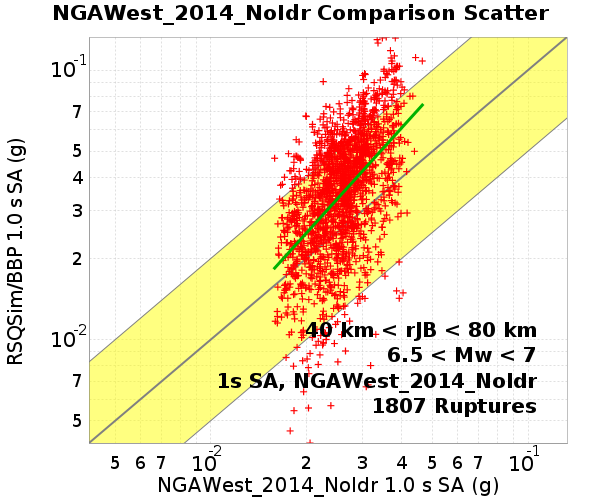 NGAWest_2014_NoIdr Comparison Scatter
10-1
7
5
4
3
2
10-2
7
5
RSQSim/BBP 1.0 s SA (g)
40 km < rJB < 80 km
6.5 < Mw < 7
1s SA, NGAWest_2014_NoIdr
1807 Ruptures
5 6 7 10-2 2 3 4 5 6 7 10-1
NGAWest_2014_NoIdr 1.0 s SA (g)